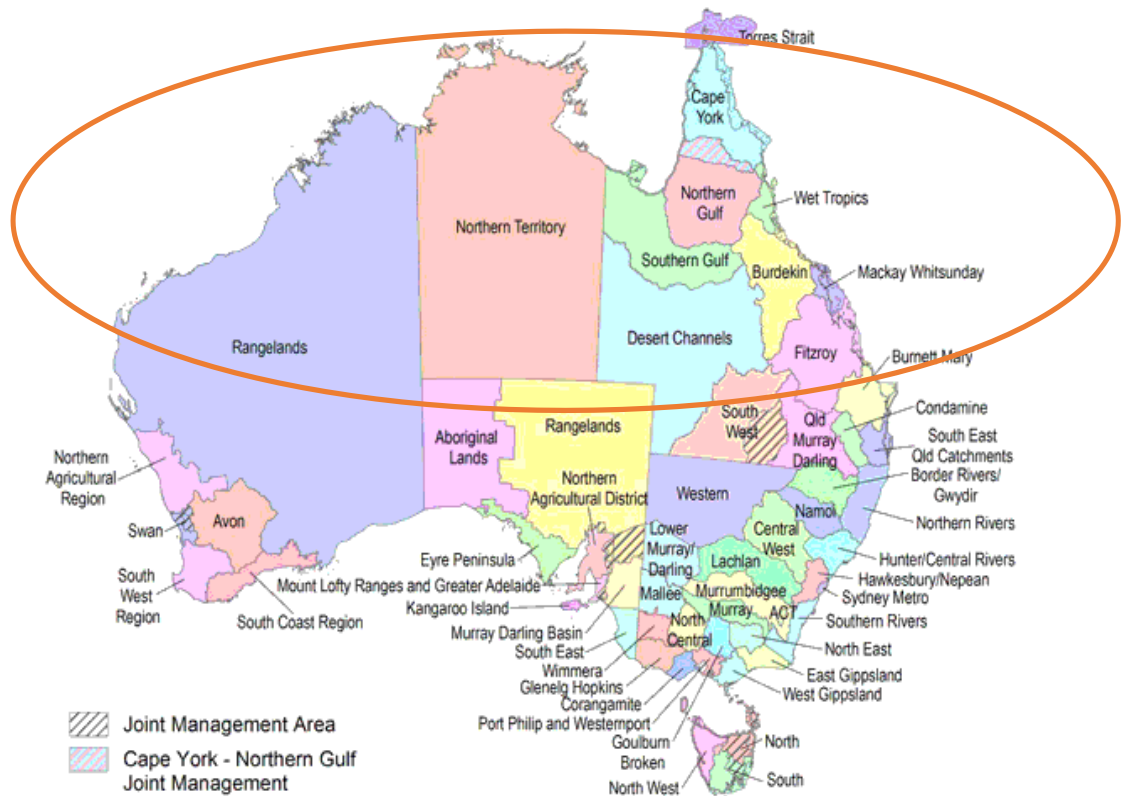 Torres Strait
Cape
York
Northern
Gulf
Wet Tropics
Northern Territory
Southern Gulf
Burdekin
Mackay Whitsunday
Rangelands
Desert Channels
Fitzroy
Burnett Mary
South
West
Qld
Murray
Darling
Condamine
South East
Qld Catchments
Border Rivers/
Gwydir
Rangelands
Aboriginal
Lands
Northern
Agricultural District
Northern
Agricultural
Region
Western
Namoi
Northern Rivers
Swan
Avon
Eyre Peninsula
Lower
Murray/
Darling
Central
West
Lachlan
Hunter/Central Rivers
Hawkesbury/Nepean
Sydney Metro
South
West
Region
South Coast Region
Mount Lofty Ranges and Greater Adelaide
Kangaroo Island
Mallee
Murrumbidgee
Murray
ACT
Southern Rivers
Murray Darling Basin
North
Central
North East
South East
Wimmera
East Gippsland
Glenelg Hopkins
West Gippsland
Corangamite
Port Philip and Westernport
Goulburn
Broken
North
North West
South
Joint Management Area
Cape York - Northern Gulf
Joint Management